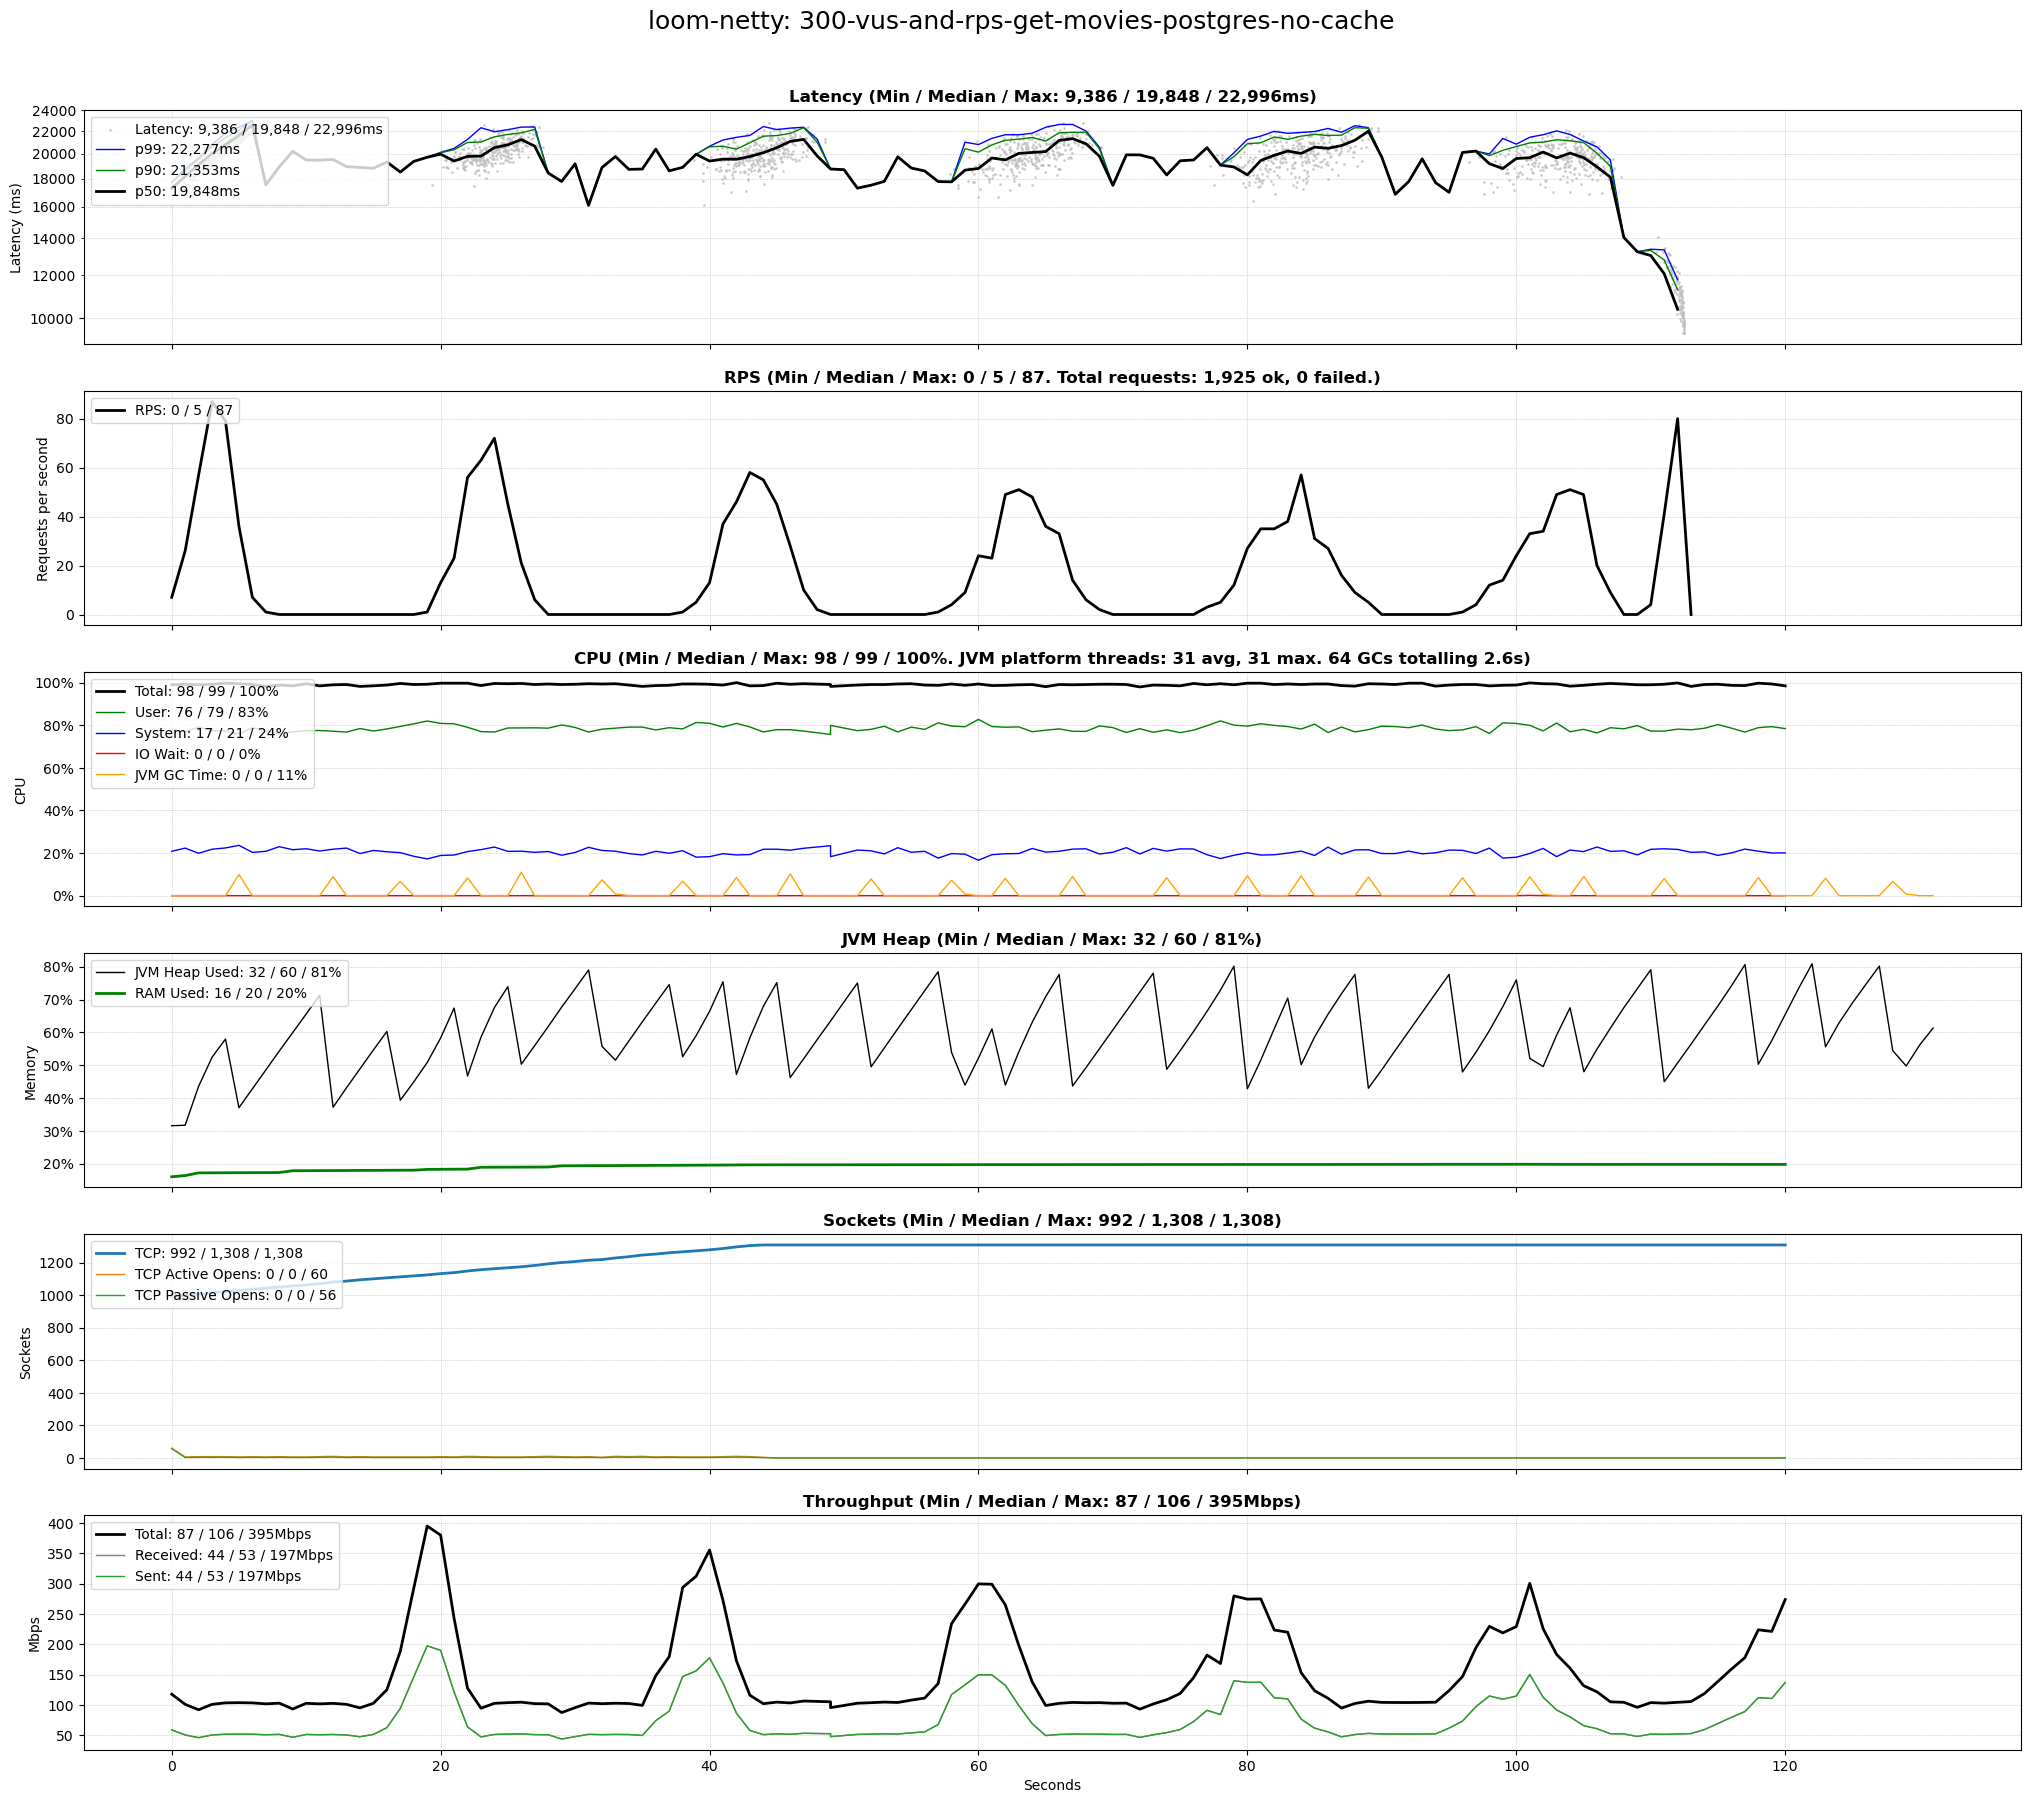 loom-netty: 300-vus-and-rps-get-movies-postgres-no-cache
Latency (Min / Median / Max: 9,386 / 19,848 / 22,996ms)
Latency (ms)
24000
22000
20000
18000
16000
14000
12000
10000
Latency: 9,386 / 19,848 / 22,996ms
p99: 22,277ms
p90: 21,353ms
p50: 19,848ms
RPS (Min / Median / Max: 0 / 5 / 87. Total requests: 1,925 ok, 0 failed.)
Requests per second
80
60
40
20
0
RPS: 0 / 5 / 87
CPU (Min / Median / Max: 98 / 99 / 100%. JVM platform threads: 31 avg, 31 max. 64 GCs totalling 2.6s)
CPU
100%
80%
60%
40%
20%
0%
Total: 98 / 99 / 100%
User: 76 / 79 / 83%
System: 17 / 21 / 24%
IO Wait: 0 / 0 / 0%
JVM GC Time: 0 / 0 / 11%
JVM Heap (Min / Median / Max: 32 / 60 / 81%)
Memory
80%
70%
60%
50%
40%
30%
20%
JVM Heap Used: 32 / 60 / 81%
RAM Used: 16 / 20 / 20%
Sockets (Min / Median / Max: 992 / 1,308 / 1,308)
Sockets
1200
1000
800
600
400
200
0
TCP: 992 / 1,308 / 1,308
TCP Active Opens: 0 / 0 / 60
TCP Passive Opens: 0 / 0 / 56
Throughput (Min / Median / Max: 87 / 106 / 395Mbps)
Mbps
400
350
300
250
200
150
100
50
Total: 87 / 106 / 395Mbps
Received: 44 / 53 / 197Mbps
Sent: 44 / 53 / 197Mbps
0 20 40 60 80 100 120
Seconds